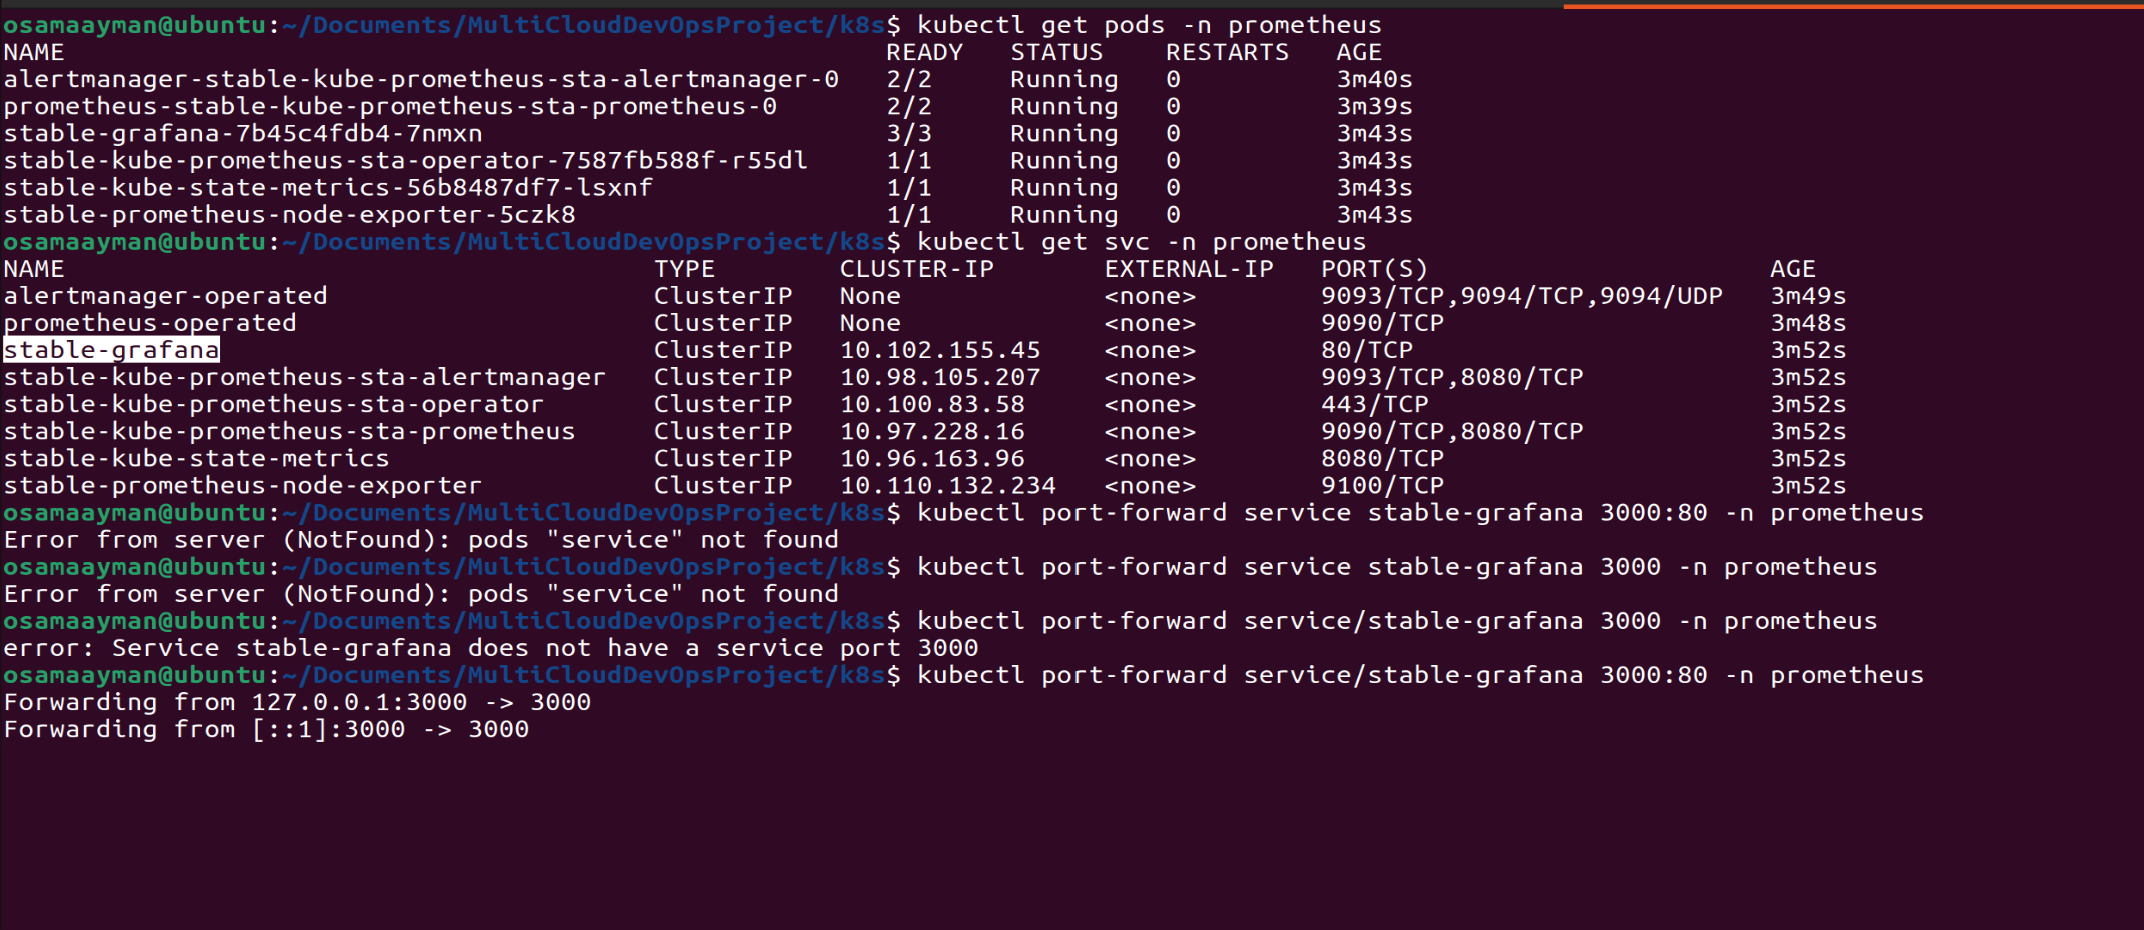 osamaayman@ubuntu:~/Documents/MultiCloudDevOpsProject/k8s$ kubectl get pods -n prometheus
NAME READY STATUS RESTARTS AGE
alertmanager-stable-kube-prometheus-sta-alertmanager-0 2/2 Running 0 3m40s
prometheus-stable-kube-prometheus-sta-prometheus-0 2/2 Running 0 3m39s
stable-grafana-7b45c4fdb4-7nmxn 3/3 Running 0 3m43s
stable-kube-prometheus-sta-operator-7587fb588f-r55dl 1/1 Running 0 3m43s
stable-kube-state-metrics-56b8487df7-lsxnf 1/1 Running 0 3m43s
stable-prometheus-node-exporter-5czk8 1/1 Running 0 3m43s
osamaayman@ubuntu:~/Documents/MultiCloudDevOpsProject/k8s$ kubectl get svc -n prometheus
NAME TYPE CLUSTER-IP EXTERNAL-IP PORT(S) AGE
alertmanager-operated ClusterIP None <none> 9093/TCP,9094/TCP,9094/UDP 3m49s
prometheus-operated ClusterIP None <none> 9090/TCP 3m48s
stable-grafana ClusterIP 10.102.155.45 <none> 80/TCP 3m52s
stable-kube-prometheus-sta-alertmanager ClusterIP 10.98.105.207 <none> 9093/TCP,8080/TCP 3m52s
stable-kube-prometheus-sta-operator ClusterIP 10.100.83.58 <none> 443/TCP 3m52s
stable-kube-prometheus-sta-prometheus ClusterIP 10.97.228.16 <none> 9090/TCP,8080/TCP 3m52s
stable-kube-state-metrics ClusterIP 10.96.163.96 <none> 8080/TCP 3m52s
stable-prometheus-node-exporter ClusterIP 10.110.132.234 <none> 9100/TCP 3m52s
osamaayman@ubuntu:~/Documents/MultiCloudDevOpsProject/k8s$ kubectl port-forward service stable-grafana 3000:80 -n prometheus
Error from server (NotFound): pods "service" not found
osamaayman@ubuntu:~/Documents/MultiCloudDevOpsProject/k8s$ kubectl port-forward service stable-grafana 3000 -n prometheus
Error from server (NotFound): pods "service" not found
osamaayman@ubuntu:~/Documents/MultiCloudDevOpsProject/k8s$ kubectl port-forward service/stable-grafana 3000 -n prometheus
error: Service stable-grafana does not have a service port 3000
osamaayman@ubuntu:~/Documents/MultiCloudDevOpsProject/k8s$ kubectl port-forward service/stable-grafana 3000:80 -n prometheus
Forwarding from 127.0.0.1:3000 -> 3000
Forwarding from [::1]:3000 -> 3000